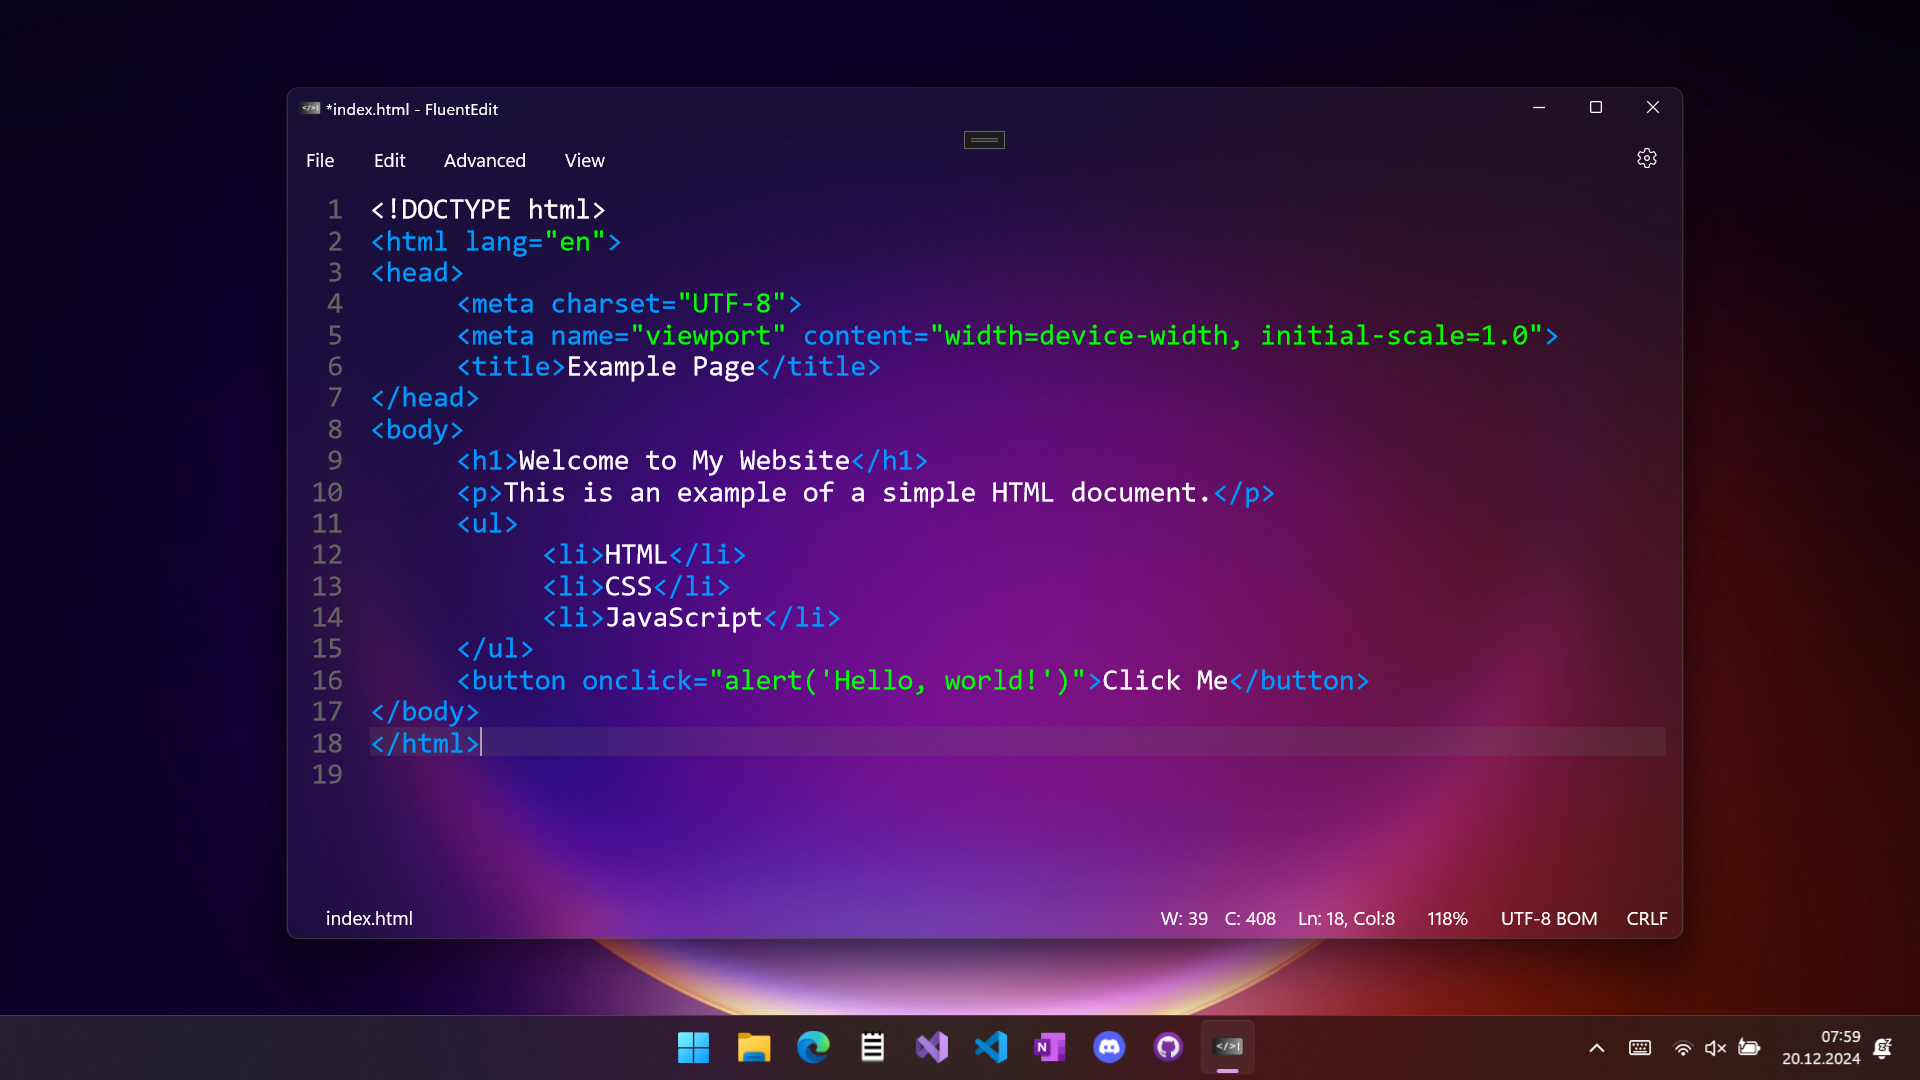 *index.html - FluentEdit
File Edit Advanced View
1 <!DOCTYPE html>
2 <html lang="en">
3 <head>
4 <meta charset="UTF-8">
5 <meta name="viewport" content="width=device-width, initial-scale=1.0">
6 <title>Example Page</title>
7 </head>
8 <body>
9 <h1>Welcome to My Website</h1>
10 <p>This is an example of a simple HTML document.</p>
11 <ul>
12 <li>HTML</li>
13 <li>CSS</li>
14 <li>JavaScript</li>
15 </ul>
16 <button onclick="alert('Hello, world!')">Click Me</button>
17 </body>
18 </html>
19
index.html W: 39 C: 408 Ln: 18, Col:8 118% UTF-8 BOM CRLF
07:59
20.12.2024